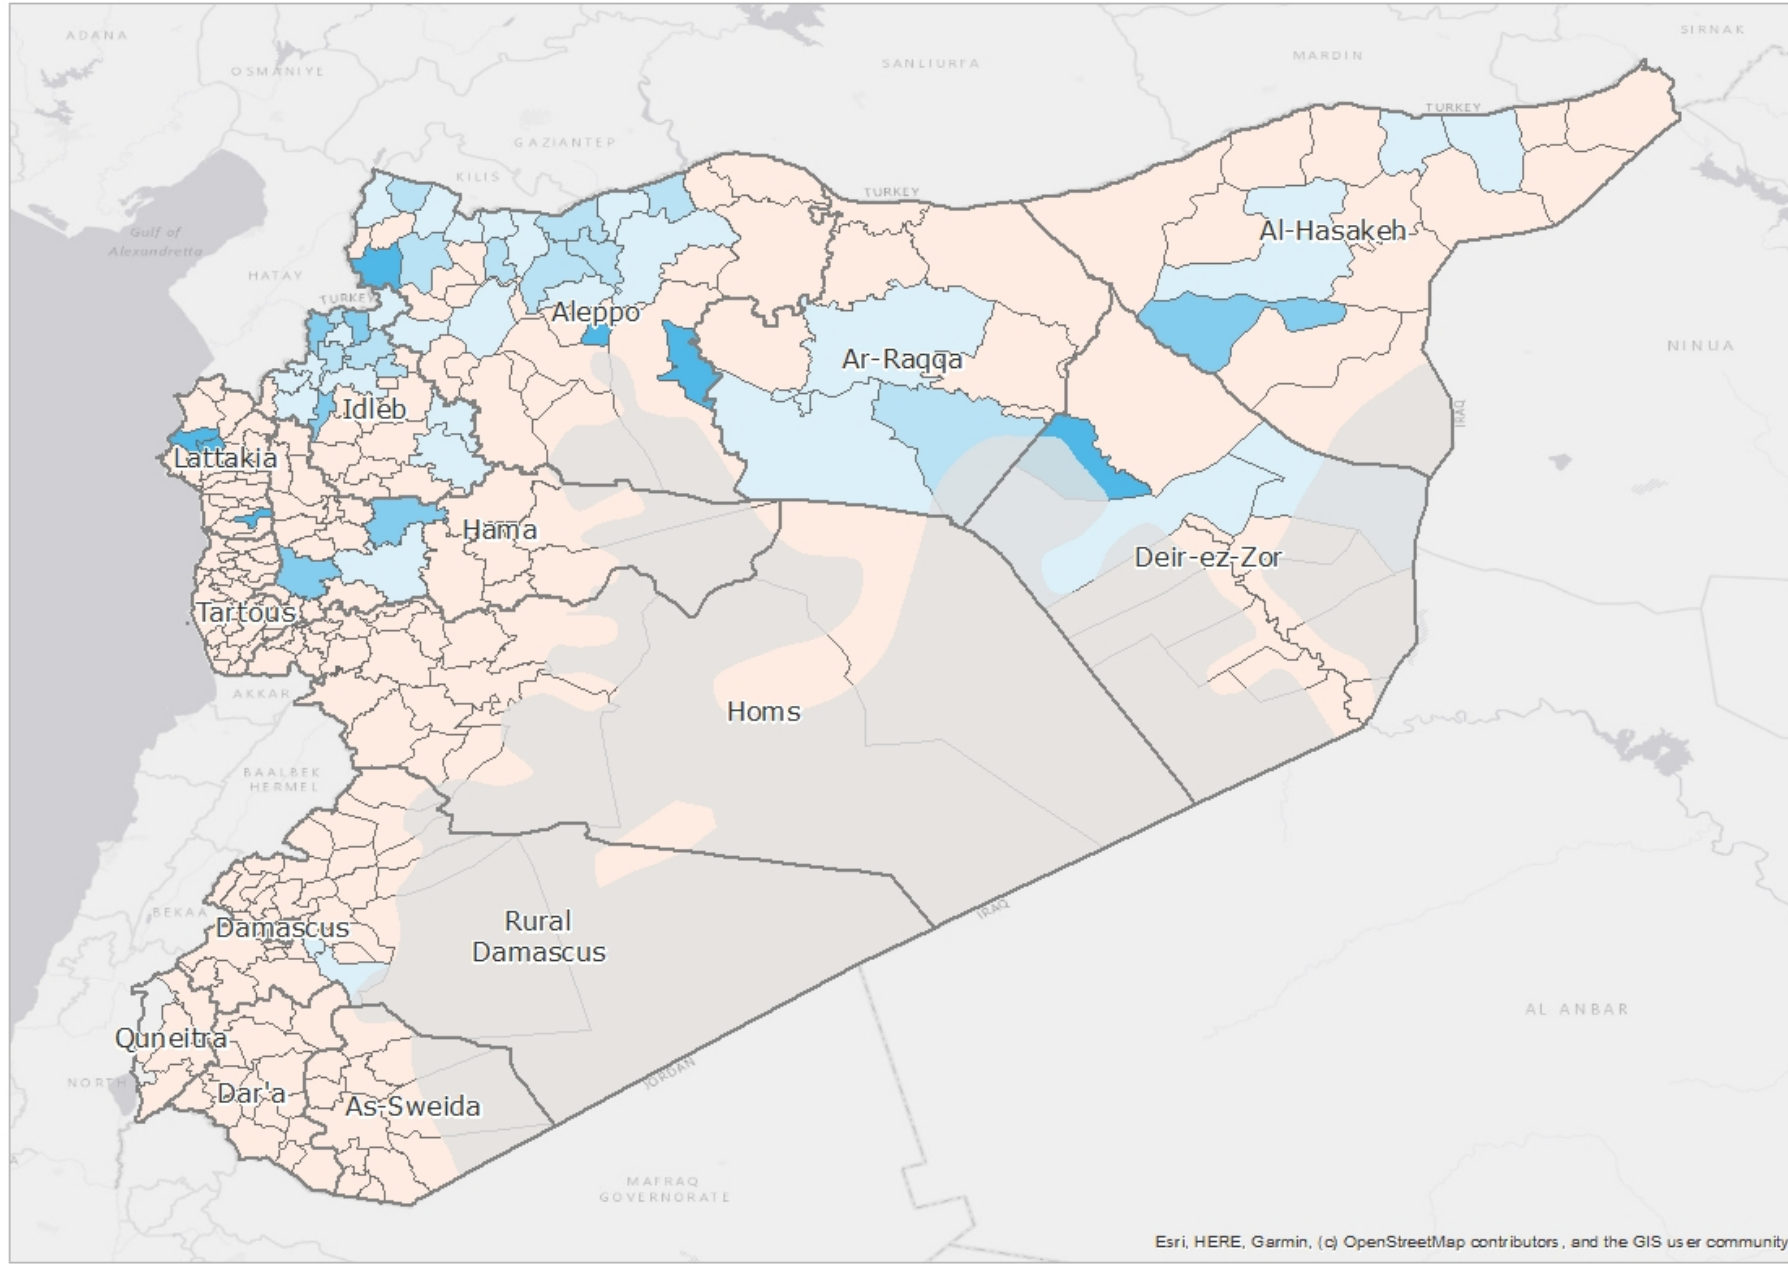 ADANA
OSMANIYE
SANLIURFA
MARDIN
SIRNAK
TURKEY
GAZIANTEP
KILIS
TURKEY
Gulf of
Alexandretta
HATAY
TURKEY
Al-Hasakeh
Aleppo
Ar-Raqqa
NINUA
Idleb
IRAQ
Lattakia
Hama
Deir-ez-Zor
Tartous
AKKAR
Homs
BAALBEK
HERMEL
BEKAA
Damascus
Rural
Damascus
IRAQ
Quneitra
AL ANBAR
NORTH
Dar'a
As-Sweida
JORDAN
MAFRAQ
GOVERNORATE
Esri, HERE, Garmin, (c) OpenStreetMap contributors, and the GIS user community